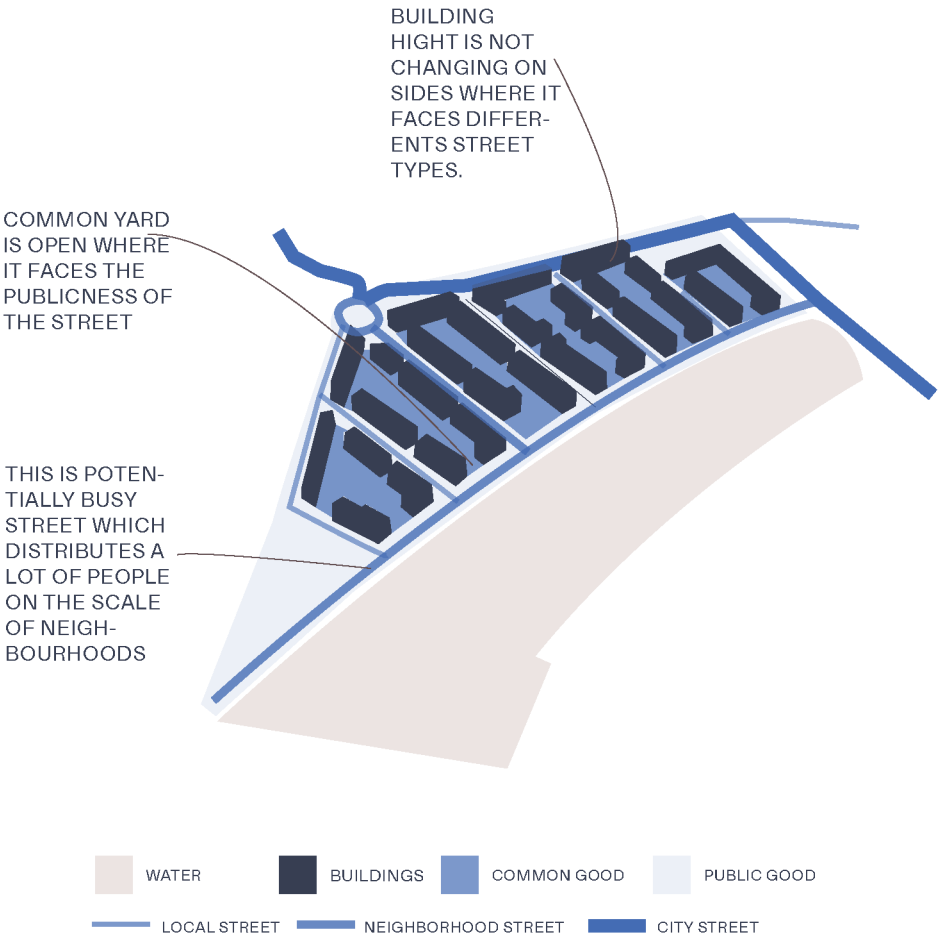 BUILDING
HIGHT IS NOT
CHANGING ON
SIDES WHERE IT
FACES DIFFER-
ENTS STREET
TYPES.
COMMON YARD
IS OPEN WHERE
IT FACES THE
PUBLICNESS OF
THE STREET
THIS IS POTEN-
TIALLY BUSY
STREET WHICH
DISTRIBUTES A
LOT OF PEOPLE
ON THE SCALE
OF NEIGH-
BOURHOODS
WATER BUILDINGS COMMON GOOD PUBLIC GOOD
LOCAL STREET NEIGHBORHOOD STREET CITY STREET